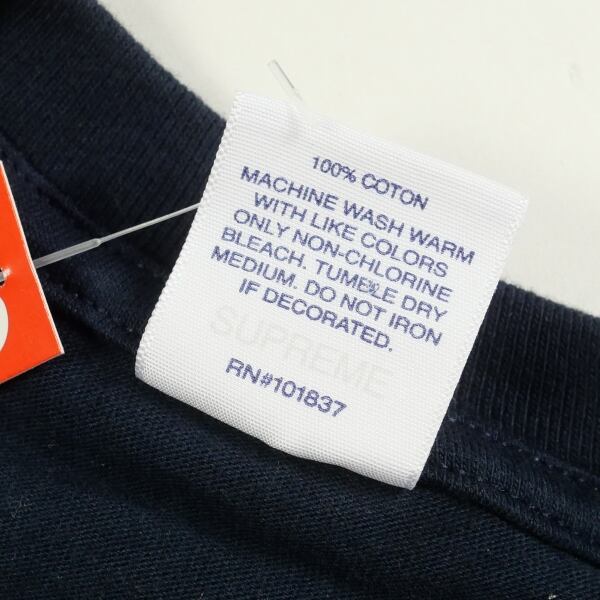 100% COTON
MACHINE WASH WARM
WITH LIKE COLORS
ONLY NON-CHLORINE
BLEACH. TUMBLE DRY
MEDIUM. DO NOT IRON
IF DECORATED.
SUPREME
RN#101837